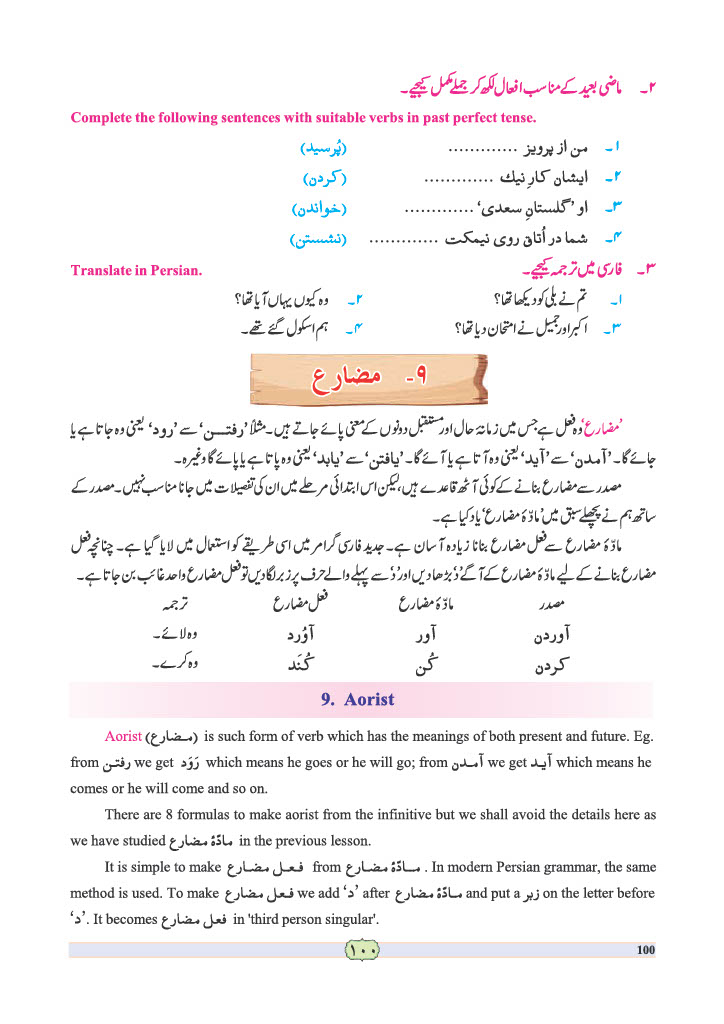 ۲۔ ماضی بعید کے مناسب افعال لکھ کر جملے مکمل کیجیے۔
Complete the following sentences with suitable verbs in past perfect tense.
۱۔ من از پرویز ............. (پُرسید)
۲۔ ایشان کارِ نیك ............. (کردن)
۳۔ او ’گلستانِ سعدی‘ ............. (خواندن)
۴۔ شما در اُتاق روی نیمکت ............. (نشستن)
۳۔ فارسی میں ترجمہ کیجیے۔ Translate in Persian.
۱۔ تم نے بلی کو دیکھا تھا؟ ۲۔ وہ کیوں یہاں آیا تھا؟
۳۔ اکبر اور جمیل نے امتحان دیا تھا؟ ۴۔ ہم اسکول گئے تھے۔
۹۔ مضارع
’مضارع‘ وہ فعل ہے جس میں زمانۂ حال اور مستقبل دونوں کے معنی پائے جاتے ہیں۔ مثلاً ’رفتن‘ سے ’رود‘ یعنی وہ جاتا ہے یا
جائے گا۔ ’آمدن‘ سے ’آید‘ یعنی وہ آتا ہے یا آئے گا۔ ’یافتن‘ سے ’یابد‘ یعنی وہ پاتا ہے یا پائے گا وغیرہ۔
مصدر سے مضارع بنانے کے کوئی آٹھ قاعدے ہیں، لیکن اس ابتدائی مرحلے میں ان کی تفصیلات میں جانا مناسب نہیں۔ مصدر کے
ساتھ ہم نے پچھلے سبق میں ’مادّۂ مضارع‘ یاد کیا ہے۔
مادّۂ مضارع سے فعل مضارع بنانا زیادہ آسان ہے۔ جدید فارسی گرامر میں اسی طریقے کو استعمال میں لایا گیا ہے۔ چنانچہ فعل
مضارع بنانے کے لیے مادّۂ مضارع کے آگے ’د‘ بڑھا دیں اور ’د‘ سے پہلے والے حرف پر زبر لگا دیں تو فعل مضارع واحد غائب بن جاتا ہے۔
مصدر مادّۂ مضارع فعل مضارع ترجمہ
آوردن آور آوُرد وہ لائے۔
کردن کُن کُنَد وہ کرے۔
9. Aorist
Aorist (مضارع) is such form of verb which has the meanings of both present and future. Eg.
from رفتن we get رَوَد which means he goes or he will go; from آمدن we get آید which means he
comes or he will come and so on.
There are 8 formulas to make aorist from the infinitive but we shall avoid the details here as
we have studied مادّۂ مضارع in the previous lesson.
It is simple to make فعل مضارع from مادّۂ مضارع . In modern Persian grammar, the same
method is used. To make فعل مضارع we add ‘د’ after مادّۂ مضارع and put a زبر on the letter before
‘د’. It becomes فعل مضارع in 'third person singular'.
۱۰۰ 100